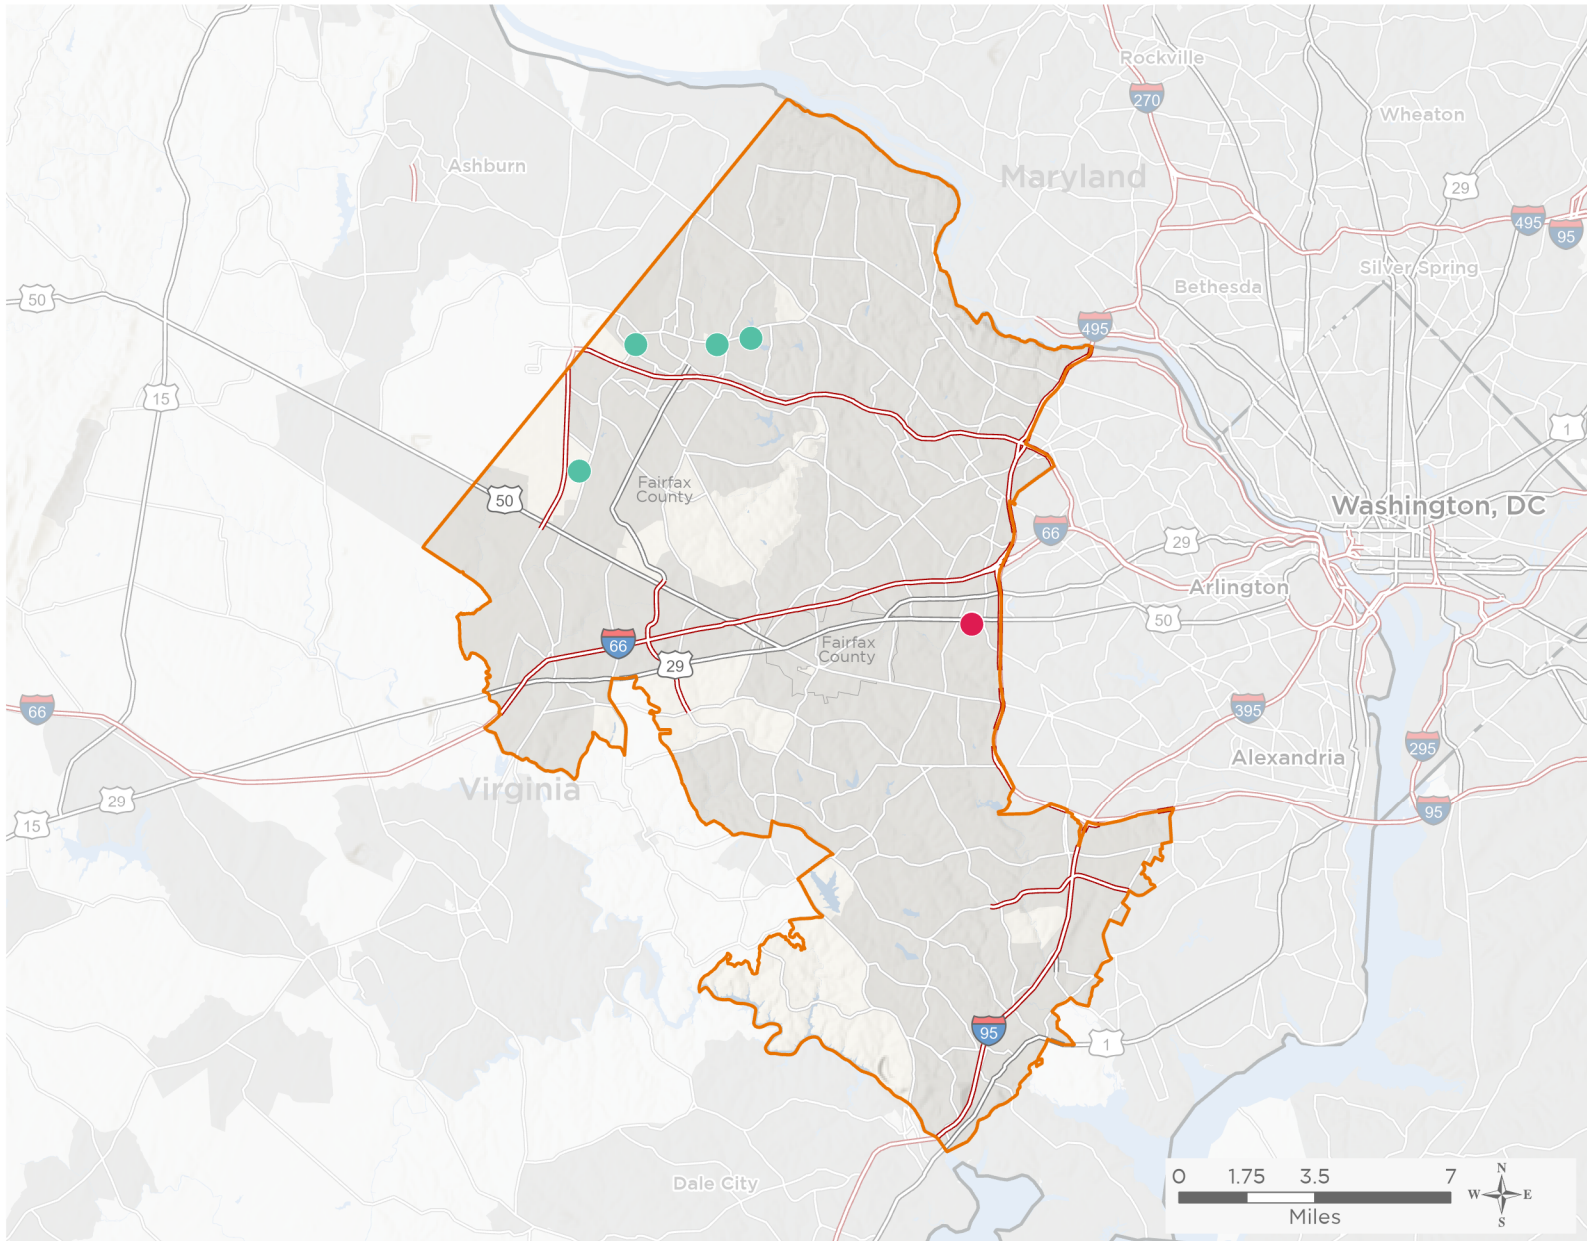 Rockville
270
Wheaton
Ashburn
Maryland
29
495
95
Silver Spring
Bethesda
50
495
15
1
Fairfax
County
50
Washington, DC
66
29
Arlington
50
66
Fairfax
County
29
66
395
295
Alexandria
Virginia
29
95
15
95
1
Dale City
0 1.75 3.5 7
Miles
N
W E
S